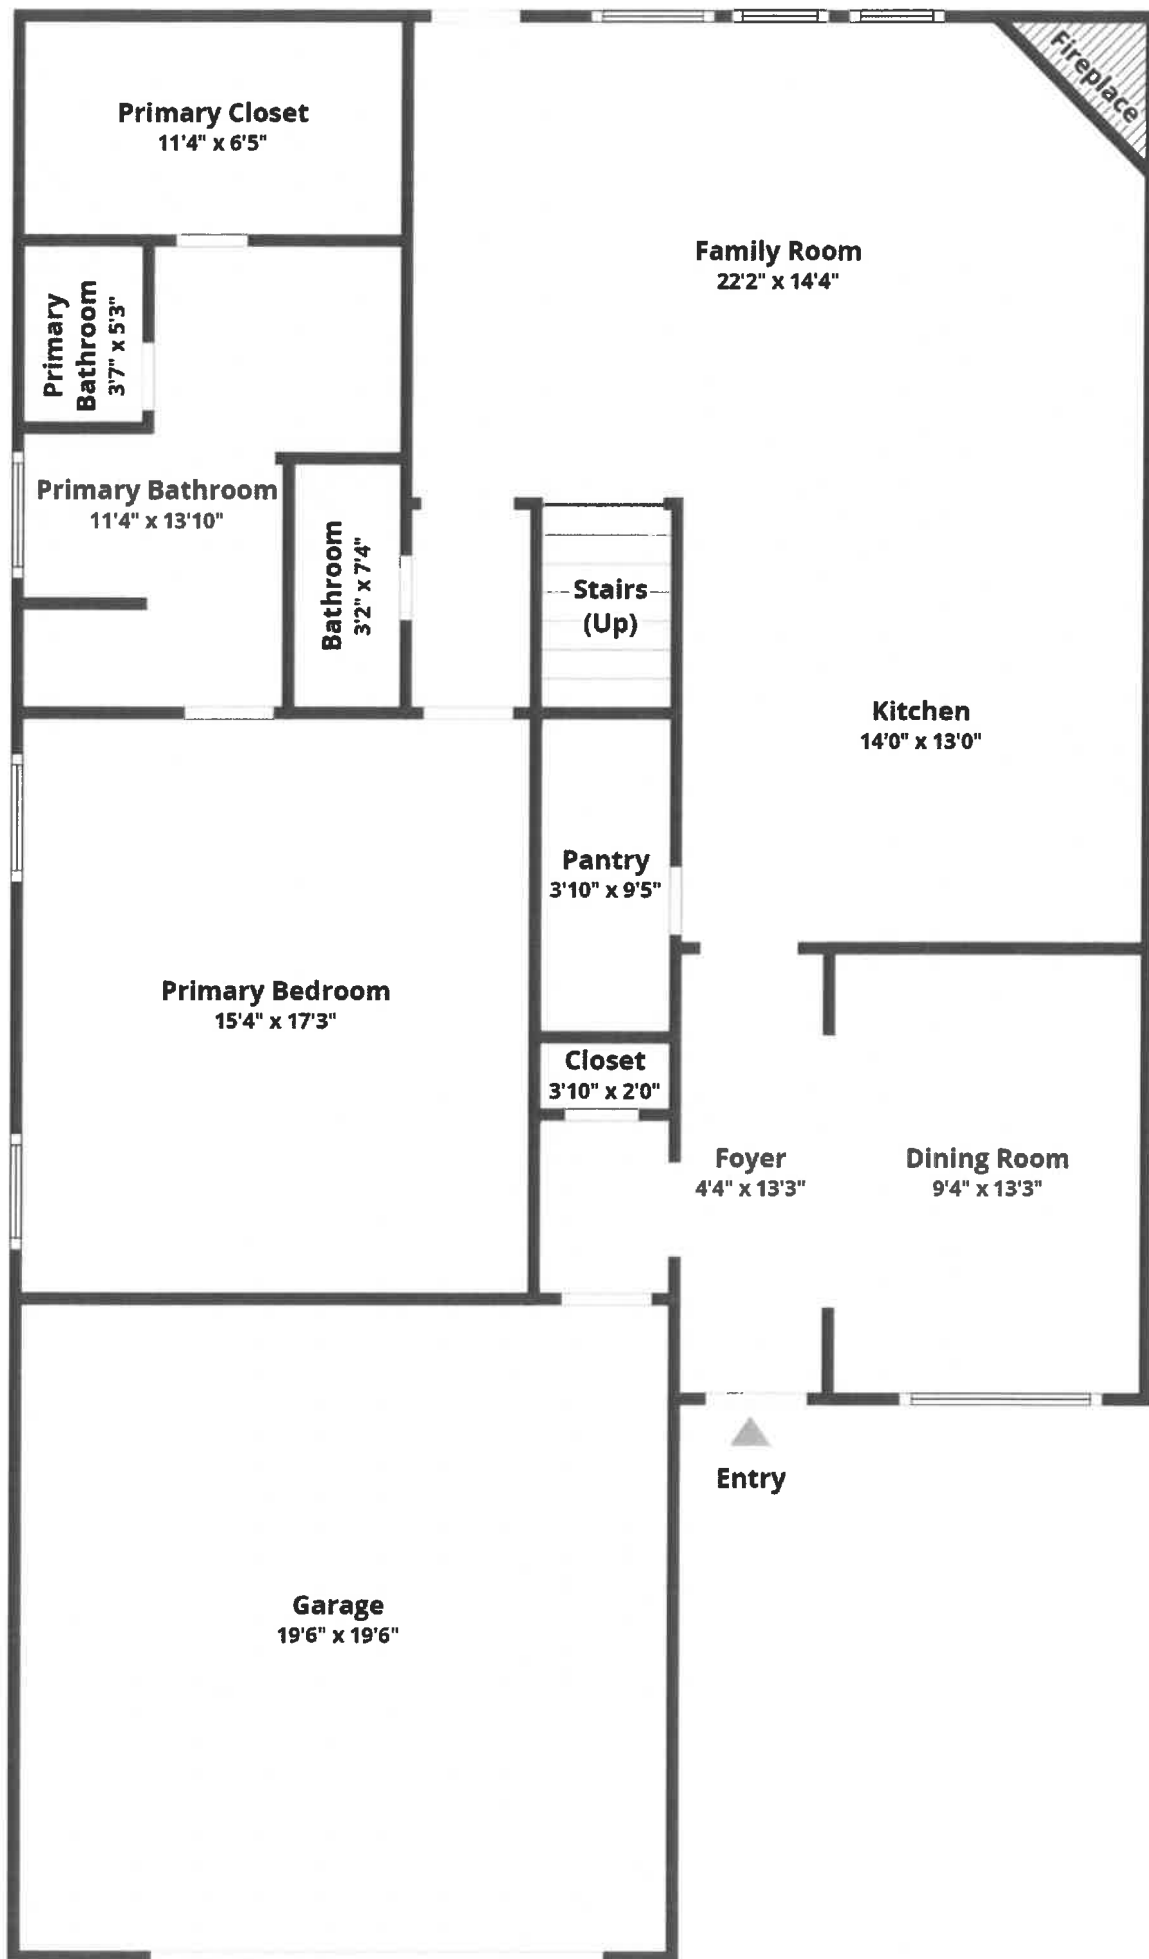 Fireplace
Primary Closet
11'4" x 6'5"
Family Room
22'2" x 14'4"
Primary
Bathroom
3'7" x 5'3"
Primary Bathroom
11'4" x 13'10"
Bathroom
3'2" x 7'4"
Stairs
(Up)
Kitchen
14'0" x 13'0"
Pantry
3'10" x 9'5"
Primary Bedroom
15'4" x 17'3"
Closet
3'10" x 2'0"
Foyer
4'4" x 13'3"
Dining Room
9'4" x 13'3"
Entry
Garage
19'6" x 19'6"